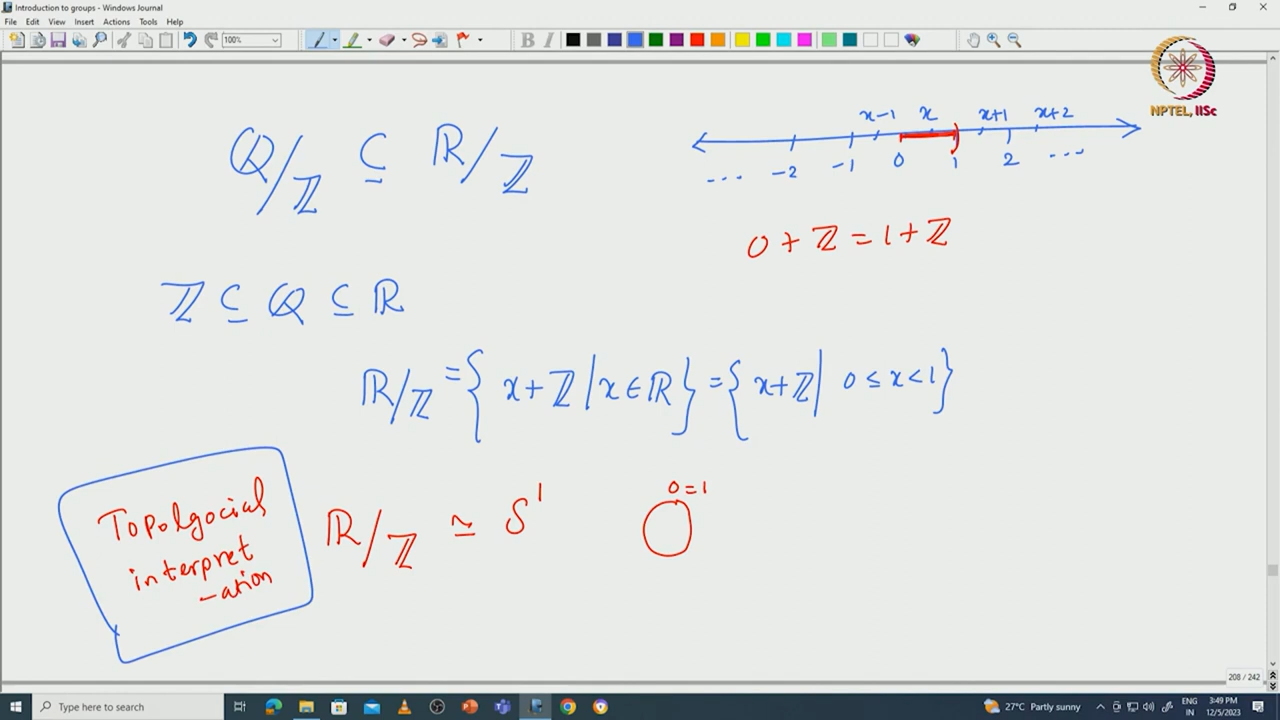 Introduction to groups - Windows Journal
File Edit View Insert Actions Tools Help
100%
B I
NPTEL, IISc
ℚ/ℤ ⊆ ℝ/ℤ
x-1 x x+1 x+2
... -2 -1 0 1 2 ...
0 + ℤ = 1 + ℤ
ℤ ⊆ ℚ ⊆ ℝ
ℝ/ℤ = { x + ℤ | x ∈ ℝ } = { x + ℤ | 0 ≤ x < 1 }
Topolgocial
interpret
-ation
ℝ/ℤ ≃ S¹
0 = 1
208 / 242
Type here to search
27°C Partly sunny
ENG
IN
3:49 PM
12/5/2023